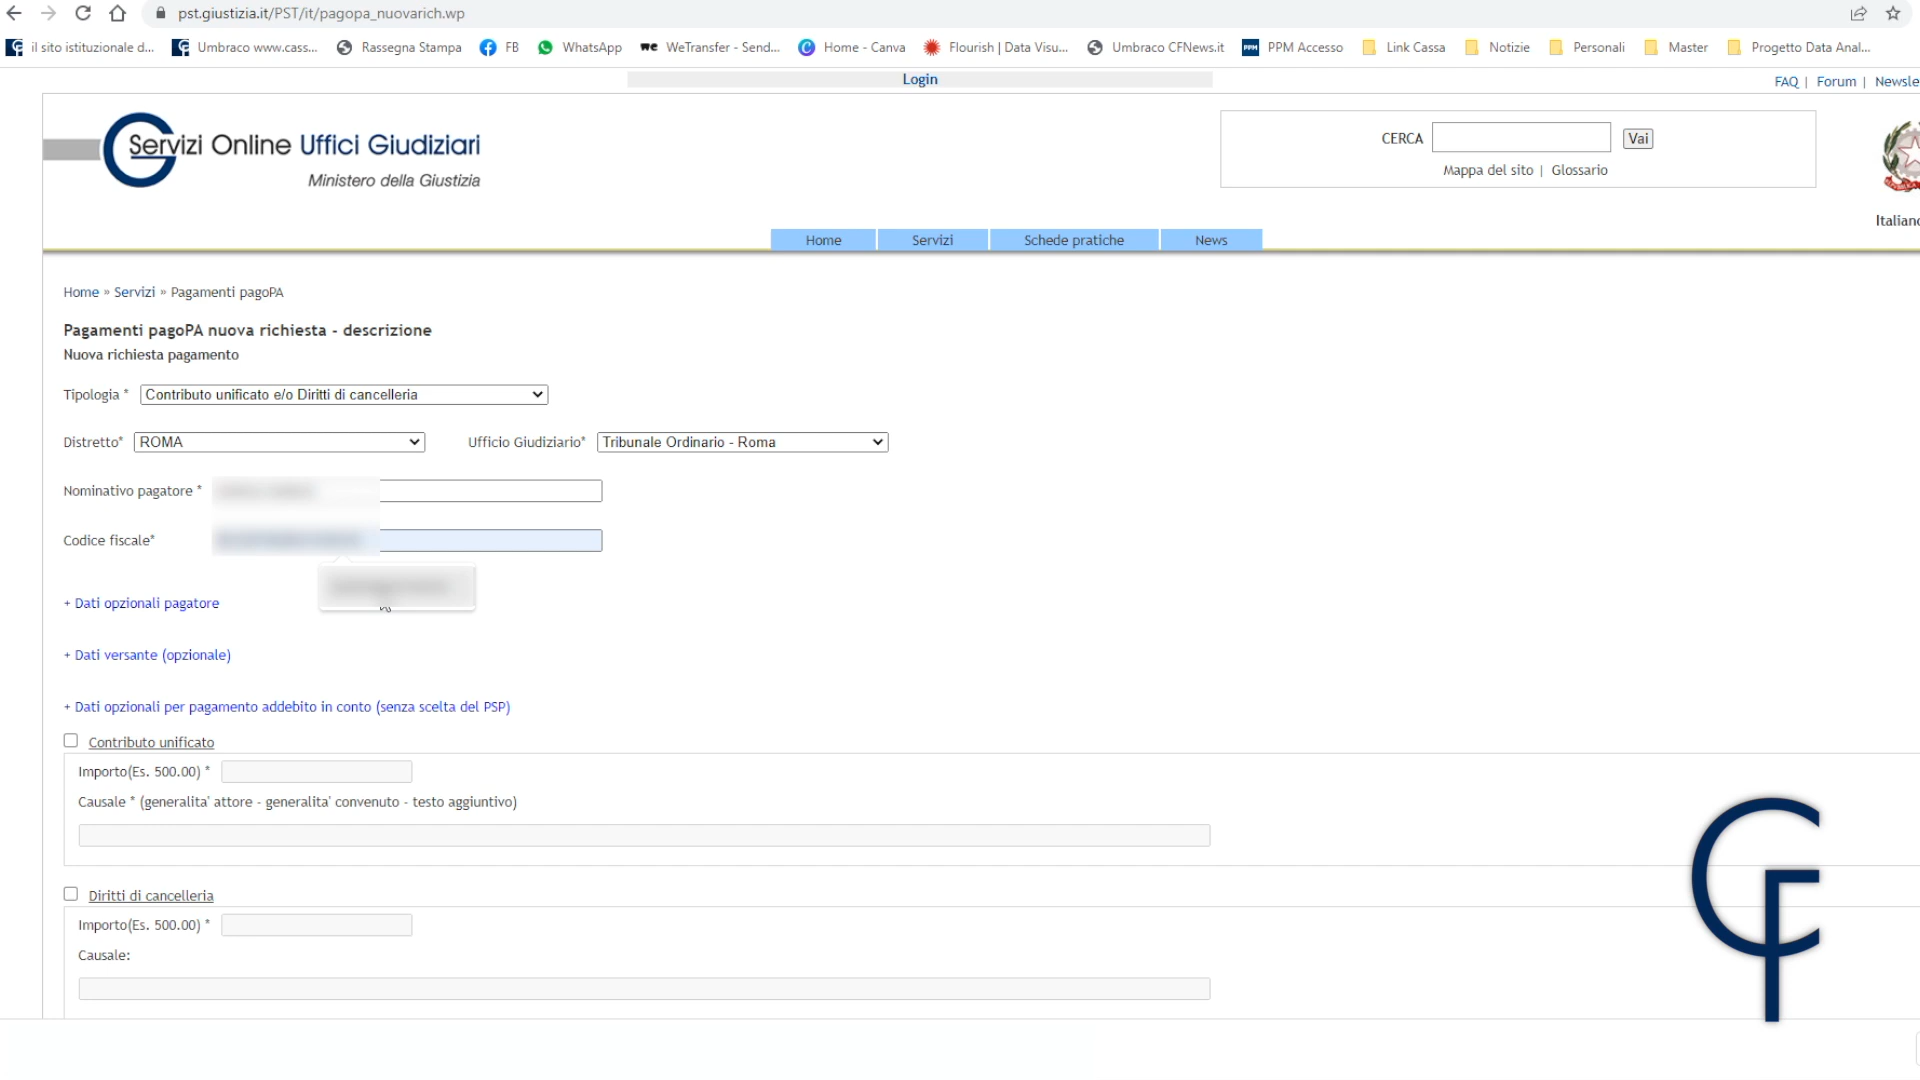 pst.giustizia.it/PST/it/pagopa_nuovarich.wp
il sito istituzionale d...
Umbraco www.cass...
Rassegna Stampa
FB
WhatsApp
we WeTransfer - Send...
Home - Canva
Flourish | Data Visu...
Umbraco CFNews.it
PPM PPM Accesso
Link Cassa
Notizie
Personali
Master
Progetto Data Anal...
Login
FAQ | Forum | Newsle
Servizi Online Uffici Giudiziari
Ministero della Giustizia
CERCA Vai
Mappa del sito | Glossario
Italiano
Home Servizi Schede pratiche News
Home » Servizi » Pagamenti pagoPA
Pagamenti pagoPA nuova richiesta - descrizione
Nuova richiesta pagamento
Tipologia * Contributo unificato e/o Diritti di cancelleria
Distretto* ROMA Ufficio Giudiziario* Tribunale Ordinario - Roma
Nominativo pagatore *
Codice fiscale*
+ Dati opzionali pagatore
+ Dati versante (opzionale)
+ Dati opzionali per pagamento addebito in conto (senza scelta del PSP)
Contributo unificato
Importo(Es. 500.00) *
Causale * (generalita' attore - generalita' convenuto - testo aggiuntivo)
Diritti di cancelleria
Importo(Es. 500.00) *
Causale:
CF